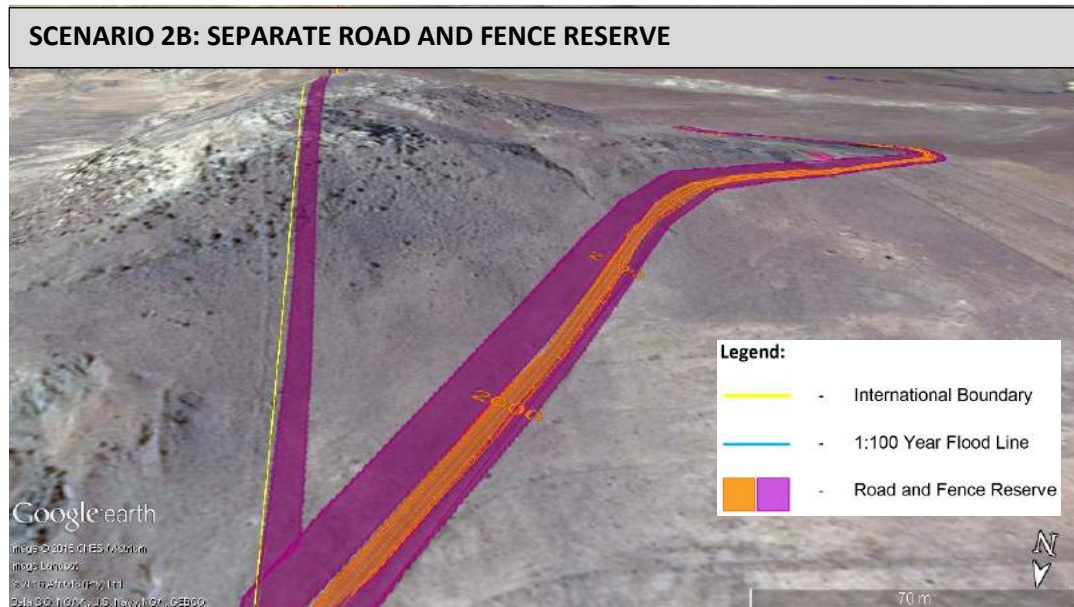 SCENARIO 2B: SEPARATE ROAD AND FENCE RESERVE
2000
Legend:
- International Boundary
- 1:100 Year Flood Line
- Road and Fence Reserve
Google earth
N
70 m